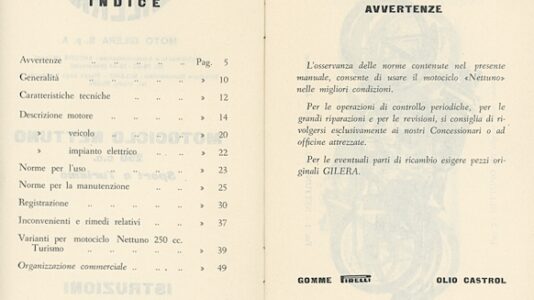 INDICE
Avvertenze .. .. .. .. .. Pag. 5
Generalità .. .. .. .. .. » 10
Caratteristiche tecniche .. .. .. » 12
Descrizione motore .. .. .. .. » 14
» veicolo .. .. .. .. » 20
» impianto elettrico .. .. .. » 22
Norme per l'uso .. .. .. .. » 23
Norme per la manutenzione .. .. .. » 25
Registrazione .. .. .. .. .. » 30
Inconvenienti e rimedi relativi .. .. » 37
Varianti per motociclo Nettuno 250 cc.
Turismo .. .. .. .. .. » 39
Organizzazione commerciale .. .. .. » 49
AVVERTENZE
L'osservanza delle norme contenute nel presente
manuale, consente di usare il motociclo «Nettuno»
nelle migliori condizioni.
Per le operazioni di controllo periodiche, per le
grandi riparazioni e per le revisioni, si consiglia di ri-
volgersi esclusivamente ai nostri Concessionari o ad
officine attrezzate.
Per le eventuali parti di ricambio esigere pezzi ori-
ginali GILERA.
GOMME PIRELLI OLIO CASTROL